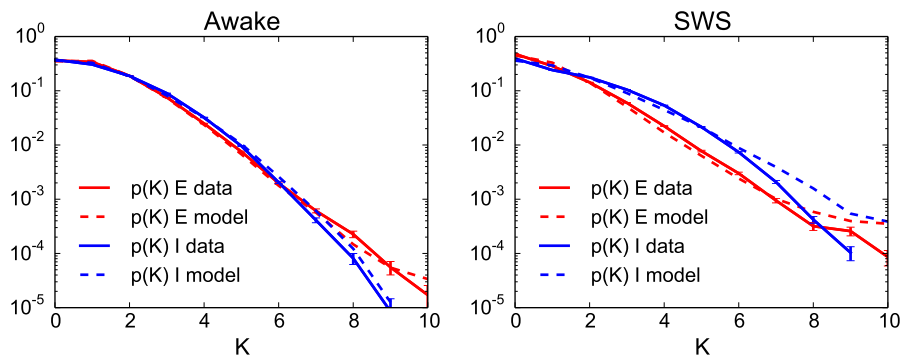 Awake
10^0
10^-1
10^-2
10^-3
10^-4
10^-5
p(K) E data
p(K) E model
p(K) I data
p(K) I model
0 2 4 6 8 10
K
SWS
10^0
10^-1
10^-2
10^-3
10^-4
10^-5
p(K) E data
p(K) E model
p(K) I data
p(K) I model
0 2 4 6 8 10
K